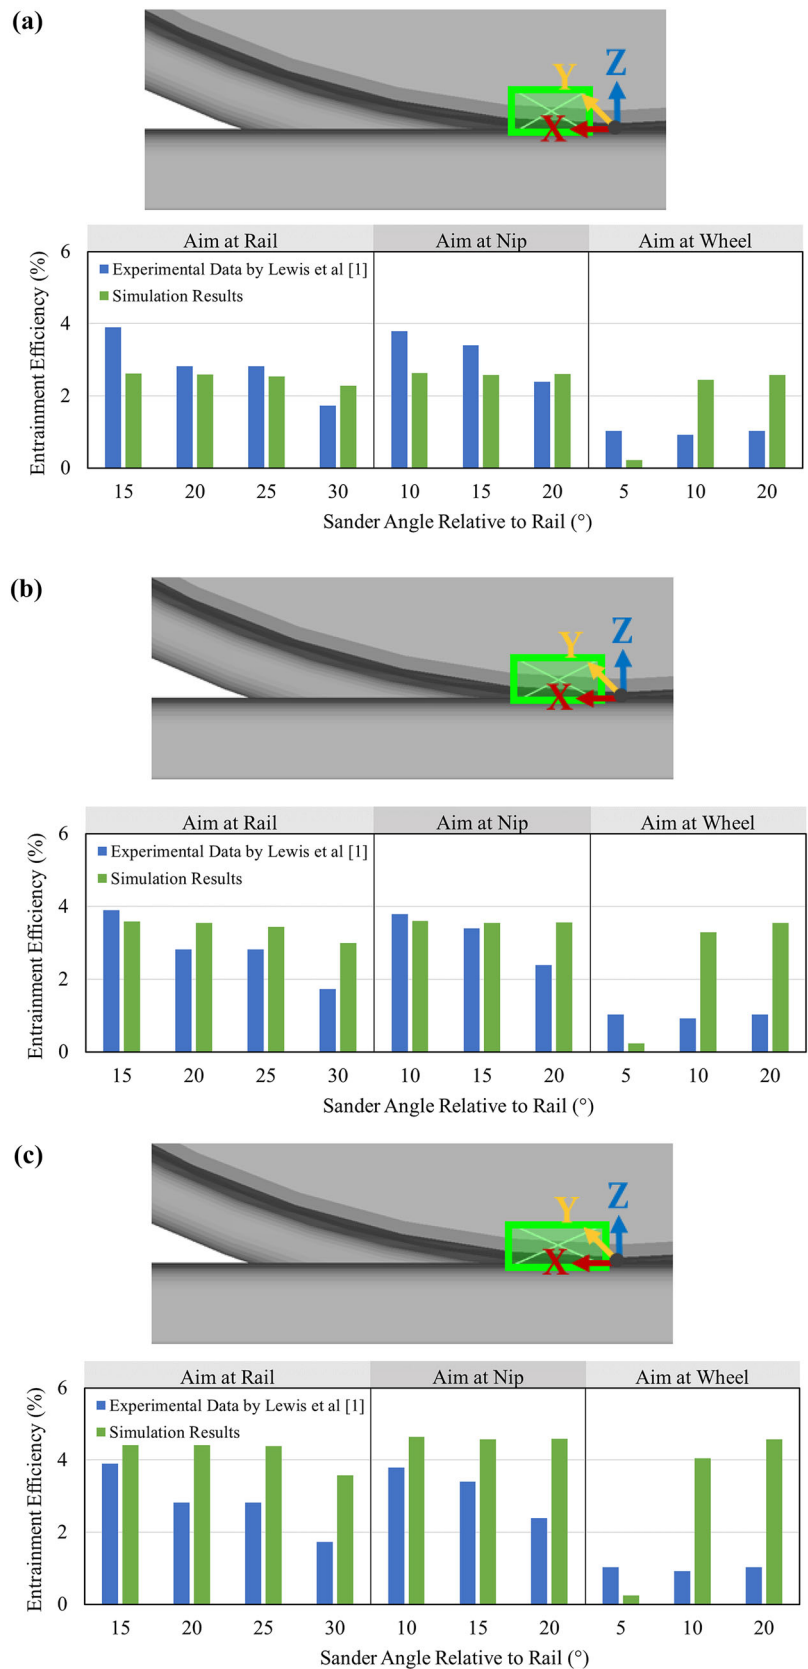 (a)
Z
Y
X
Aim at Rail
Aim at Nip
Aim at Wheel
Entrainment Efficiency (%)
6
4
2
0
Experimental Data by Lewis et al [1]
Simulation Results
15 20 25 30 10 15 20 5 10 20
Sander Angle Relative to Rail (°)
(b)
Z
Y
X
Aim at Rail
Aim at Nip
Aim at Wheel
Entrainment Efficiency (%)
6
4
2
0
Experimental Data by Lewis et al [1]
Simulation Results
15 20 25 30 10 15 20 5 10 20
Sander Angle Relative to Rail (°)
(c)
Z
Y
X
Aim at Rail
Aim at Nip
Aim at Wheel
Entrainment Efficiency (%)
6
4
2
0
Experimental Data by Lewis et al [1]
Simulation Results
15 20 25 30 10 15 20 5 10 20
Sander Angle Relative to Rail (°)